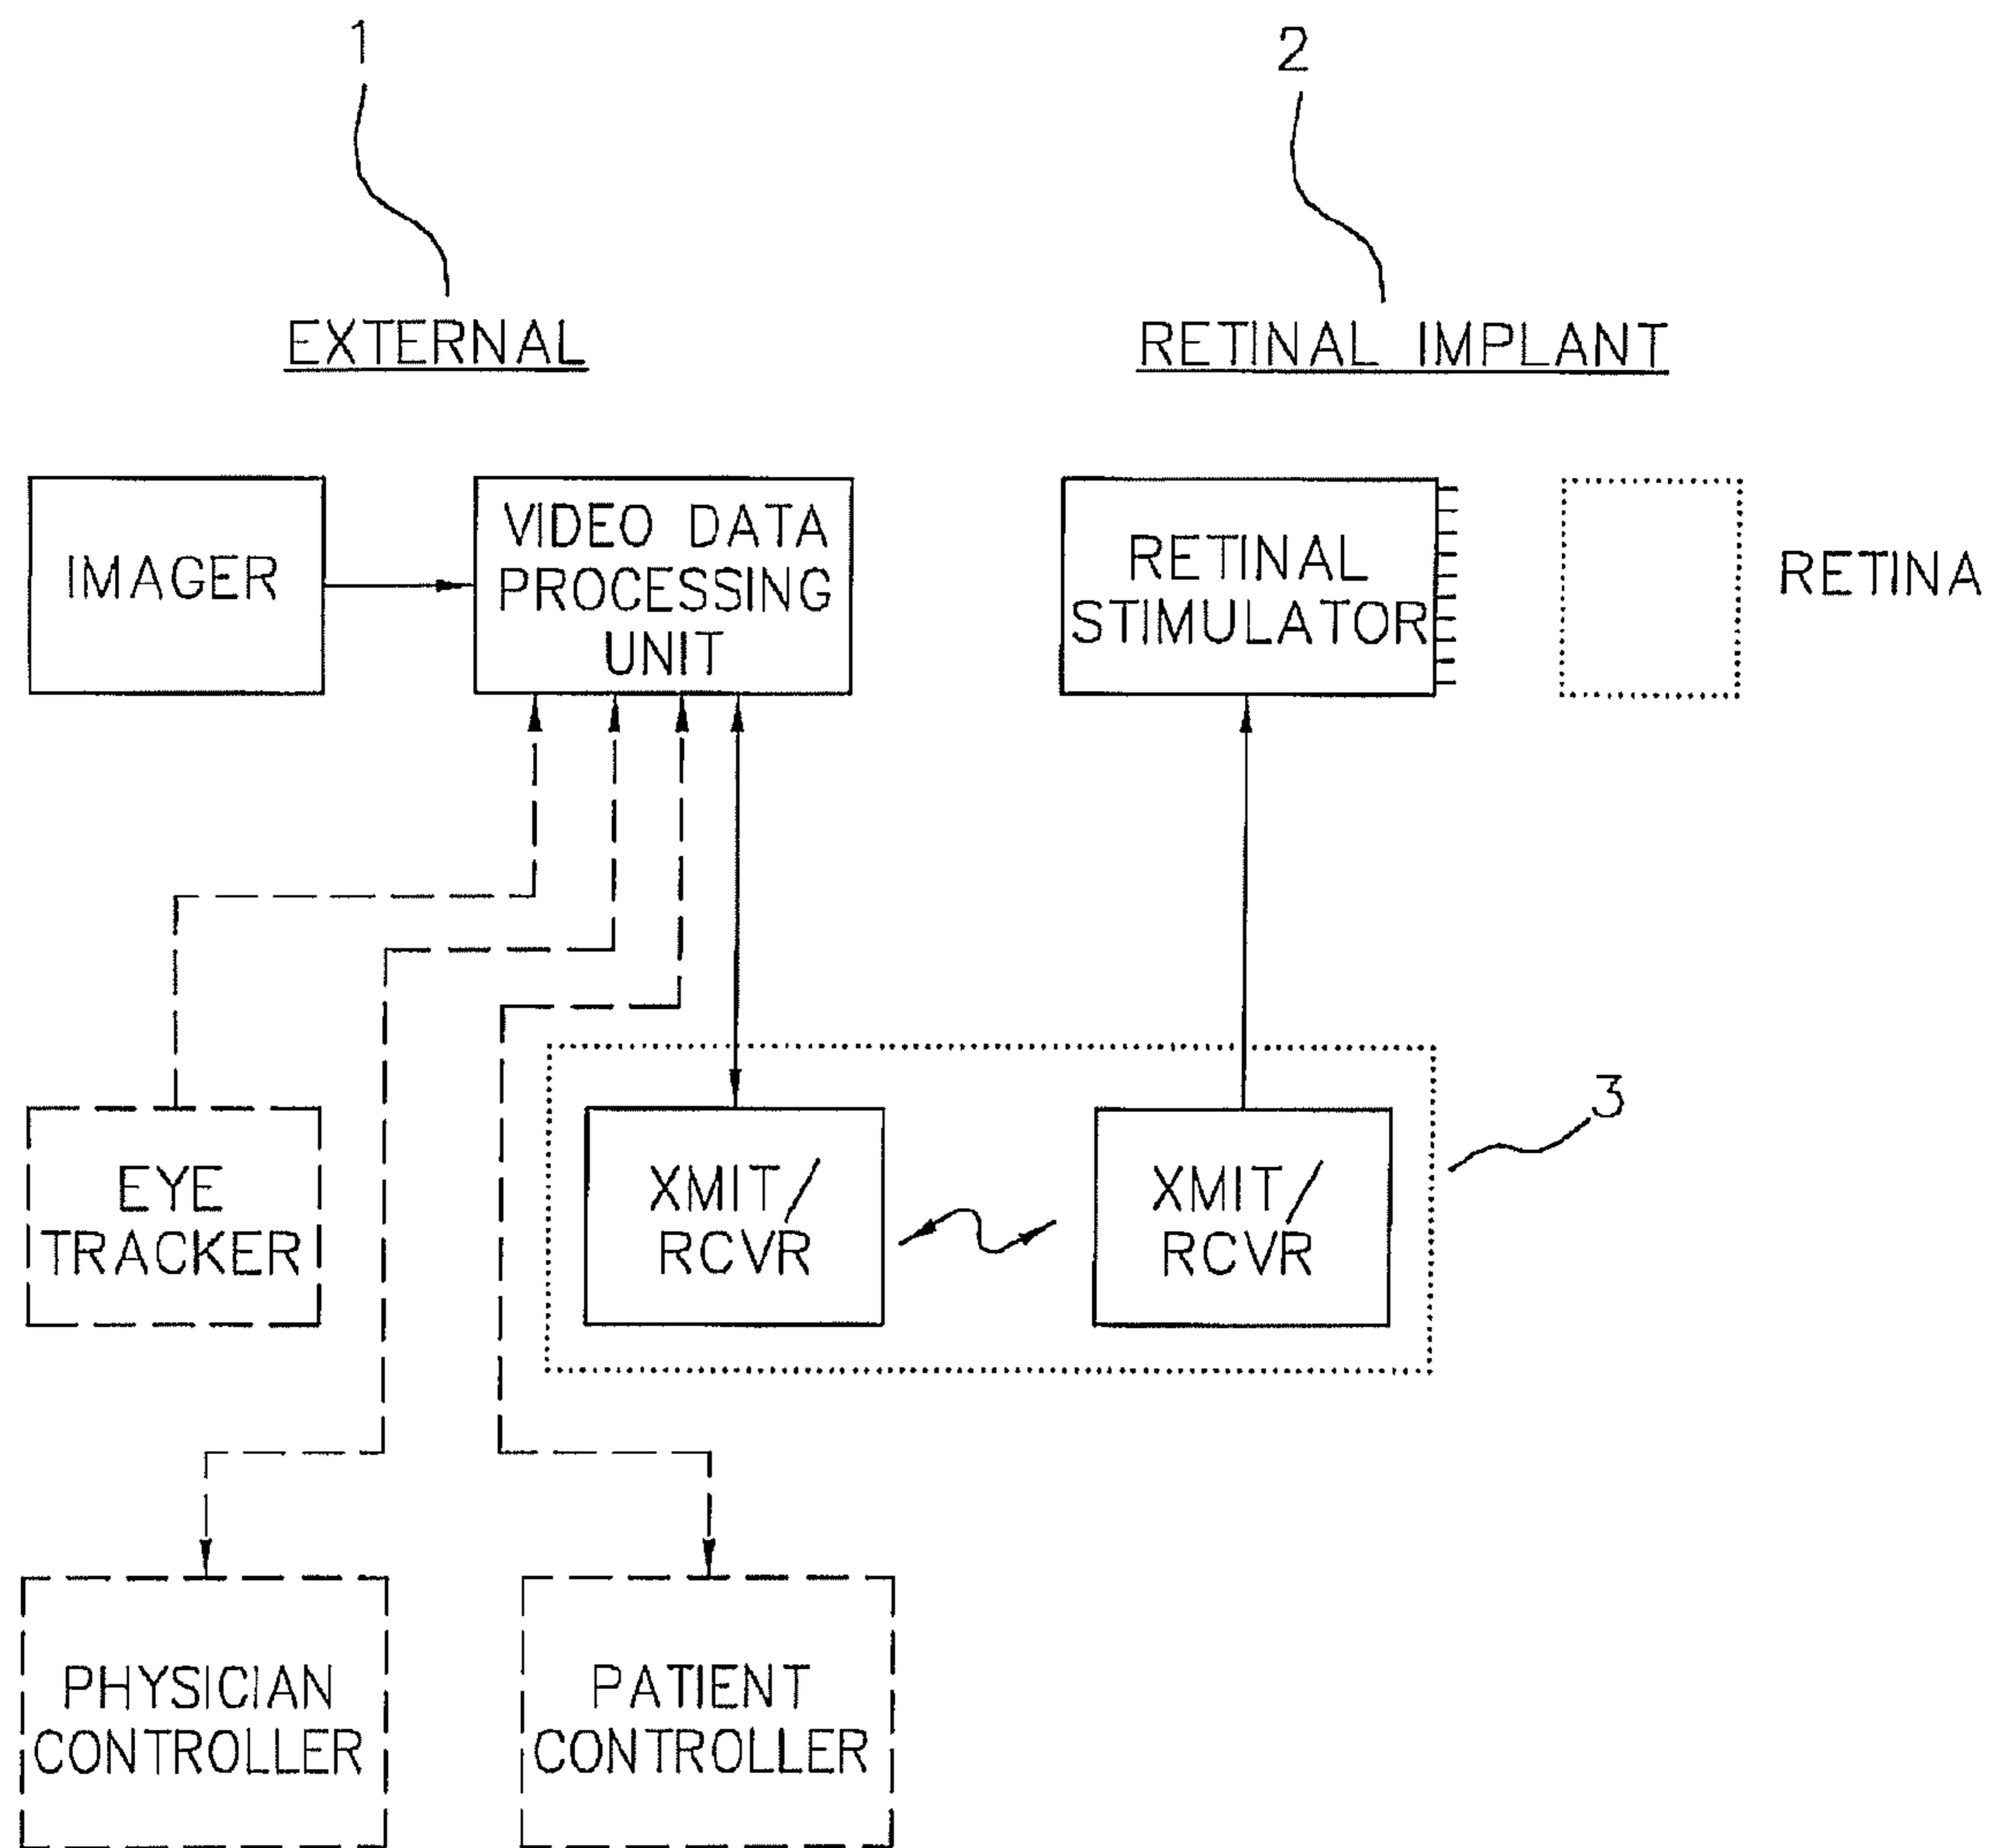 1
2
EXTERNAL
RETINAL IMPLANT
IMAGER
VIDEO DATA
PROCESSING
UNIT
RETINAL
STIMULATOR
RETINA
3
EYE
TRACKER
XMIT/
RCVR
XMIT/
RCVR
PHYSICIAN
CONTROLLER
PATIENT
CONTROLLER